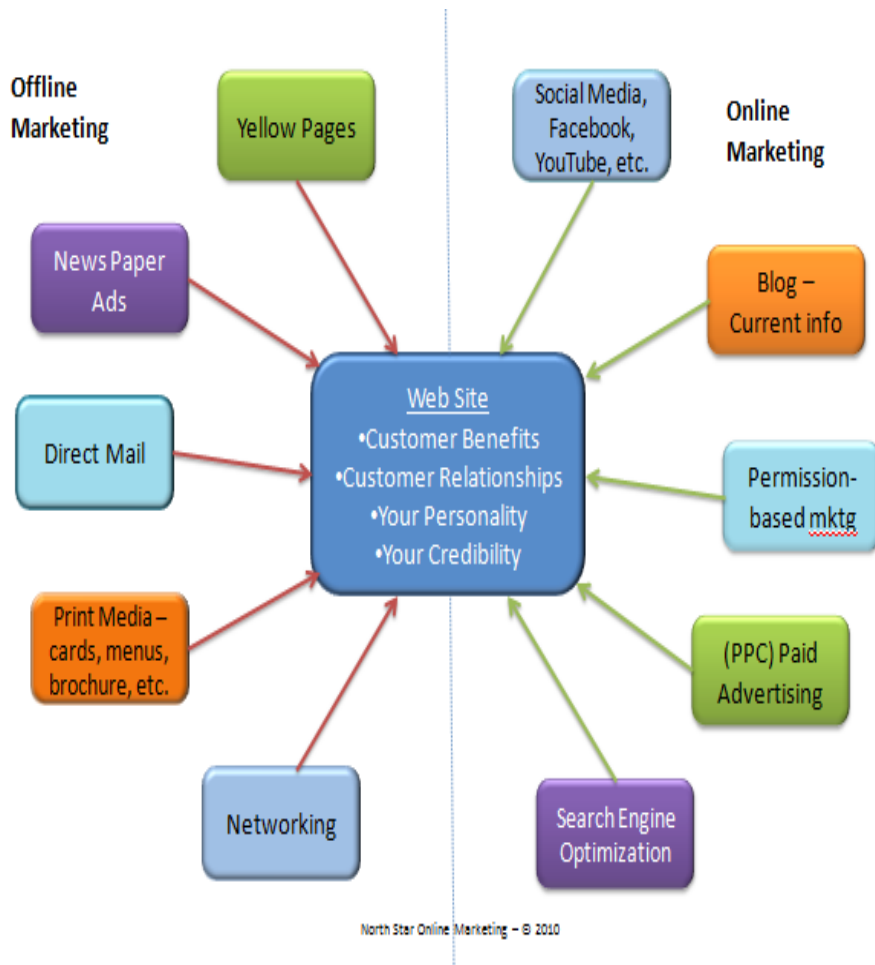 Offline
Marketing
Yellow Pages
Social Media,
Facebook,
YouTube, etc.
Online
Marketing
News Paper
Ads
Blog –
Current info
Direct Mail
Web Site
•Customer Benefits
•Customer Relationships
•Your Personality
•Your Credibility
Permission-
based mktg
Print Media –
cards, menus,
brochure, etc.
(PPC) Paid
Advertising
Networking
Search Engine
Optimization
North Star Online Marketing – © 2010